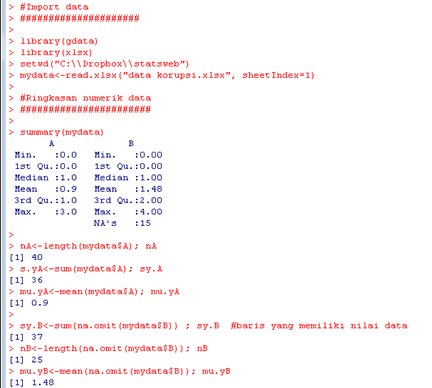 > #Import data
> ####################
>
> library(gdata)
> library(xlsx)
> setwd("C:\\Dropbox\\statsweb")
> mydata<-read.xlsx("data korupsi.xlsx", sheetIndex=1)
>
> #Ringkasan numerik data
> ######################
>
> summary(mydata)
A B
Min. :0.0 Min. :0.00
1st Qu.:0.0 1st Qu.:0.00
Median :1.0 Median :1.00
Mean :0.9 Mean :1.48
3rd Qu.:1.0 3rd Qu.:2.00
Max. :3.0 Max. :4.00
NA's :15
>
> nA<-length(mydata$A); nA
[1] 40
> s.yA<-sum(mydata$A); sy.A
[1] 36
> mu.yA<-mean(mydata$A); mu.yA
[1] 0.9
>
> sy.B<-sum(na.omit(mydata$B)) ; sy.B #baris yang memiliki nilai data
[1] 37
> nB<-length(na.omit(mydata$B)); nB
[1] 25
> mu.yB<-mean(na.omit(mydata$B)); mu.yB
[1] 1.48